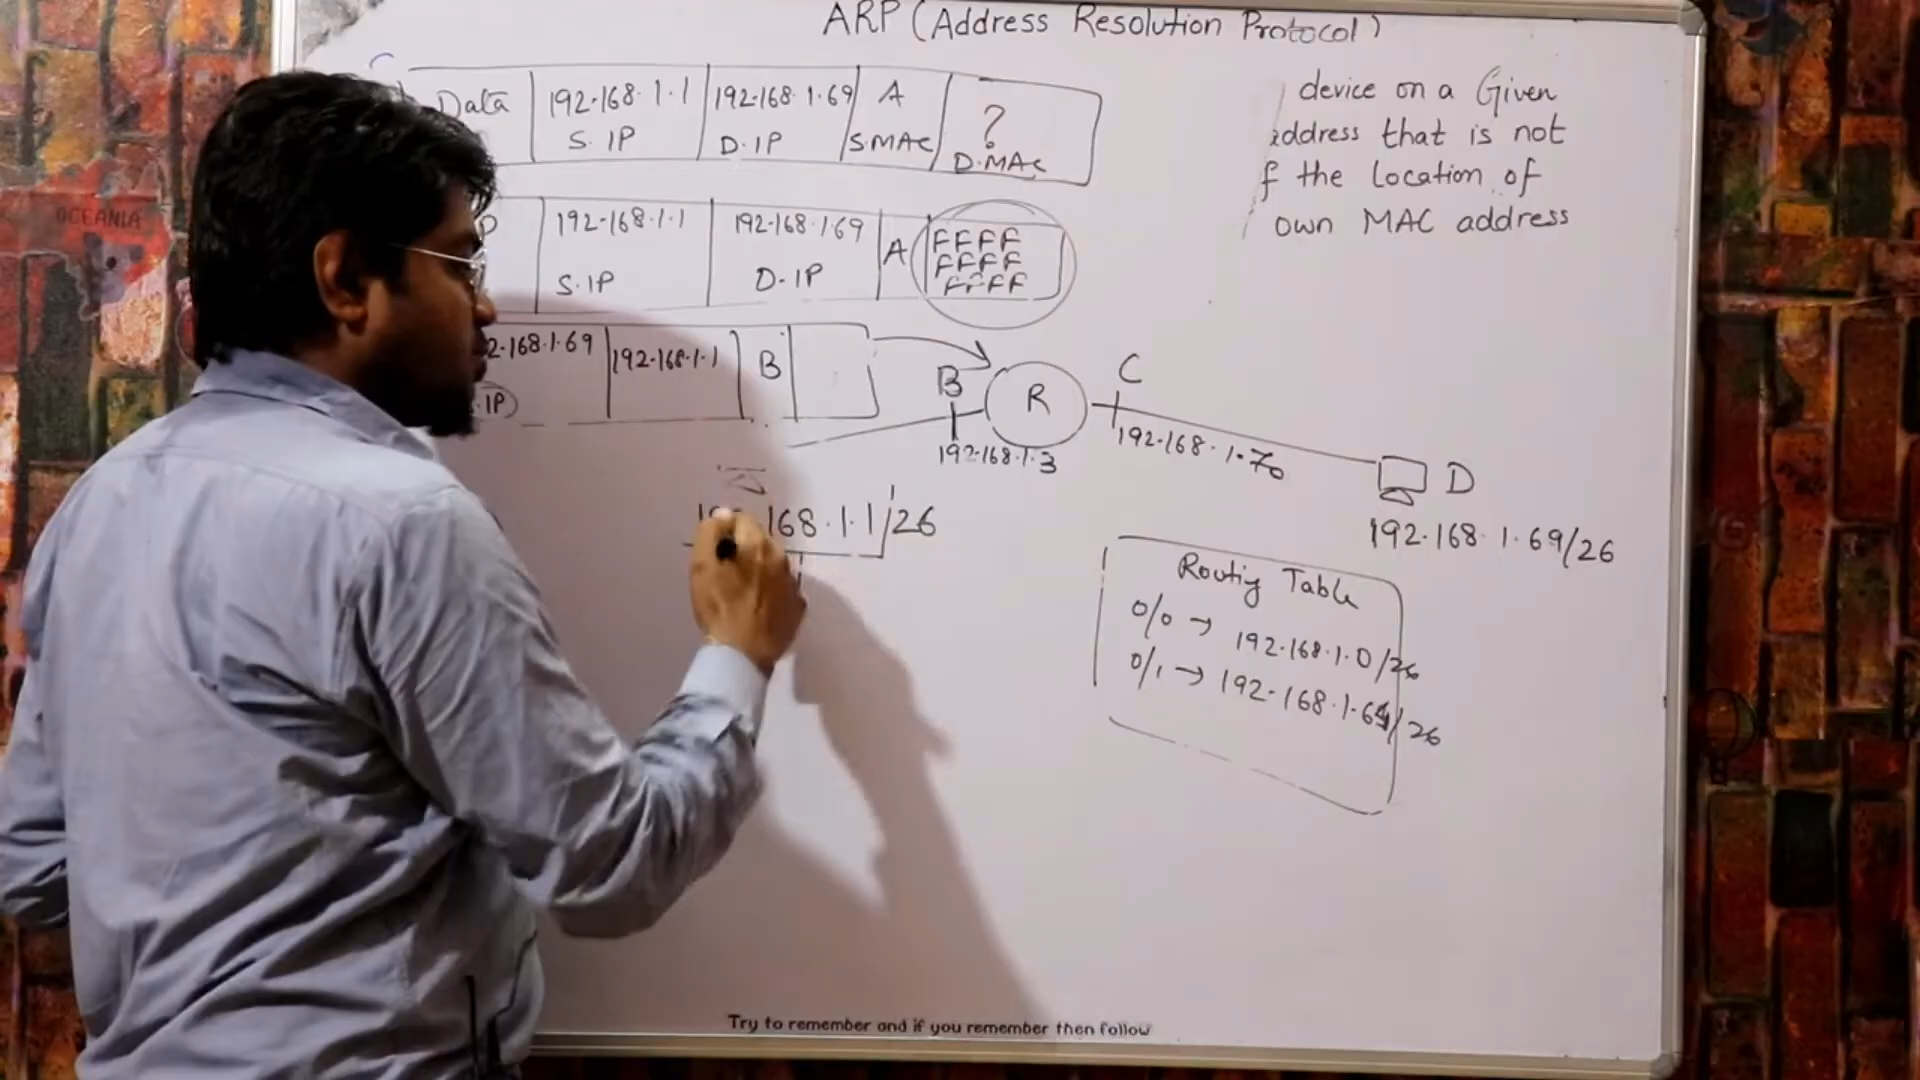 ARP (Address Resolution Protocol)
device on a Given
address that is not
f the Location of
own MAC address
Data 192.168.1.1 192.168.1.69 A ?
S.IP D.IP S.MAC D.MAC
P 192.168.1.1 192.168.1.69 A FFFF
FFFF
FFFF
S.IP D.IP
2.168.1.69 192.168.1.1 B
.IP
B R C
192.168.1.3 192.168.1.70
D
192.168.1.69/26
.168.1.1/26
Routig Table
0/0 → 192.168.1.0/26
0/1 → 192.168.1.64/26
OCEANIA
Try to remember and if you remember then follow